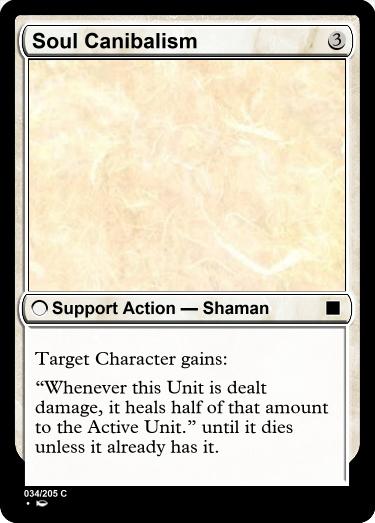 Soul Canibalism 3
Support Action — Shaman
Target Character gains:
“Whenever this Unit is dealt
damage, it heals half of that amount
to the Active Unit.” until it dies
unless it already has it.
034/205 C